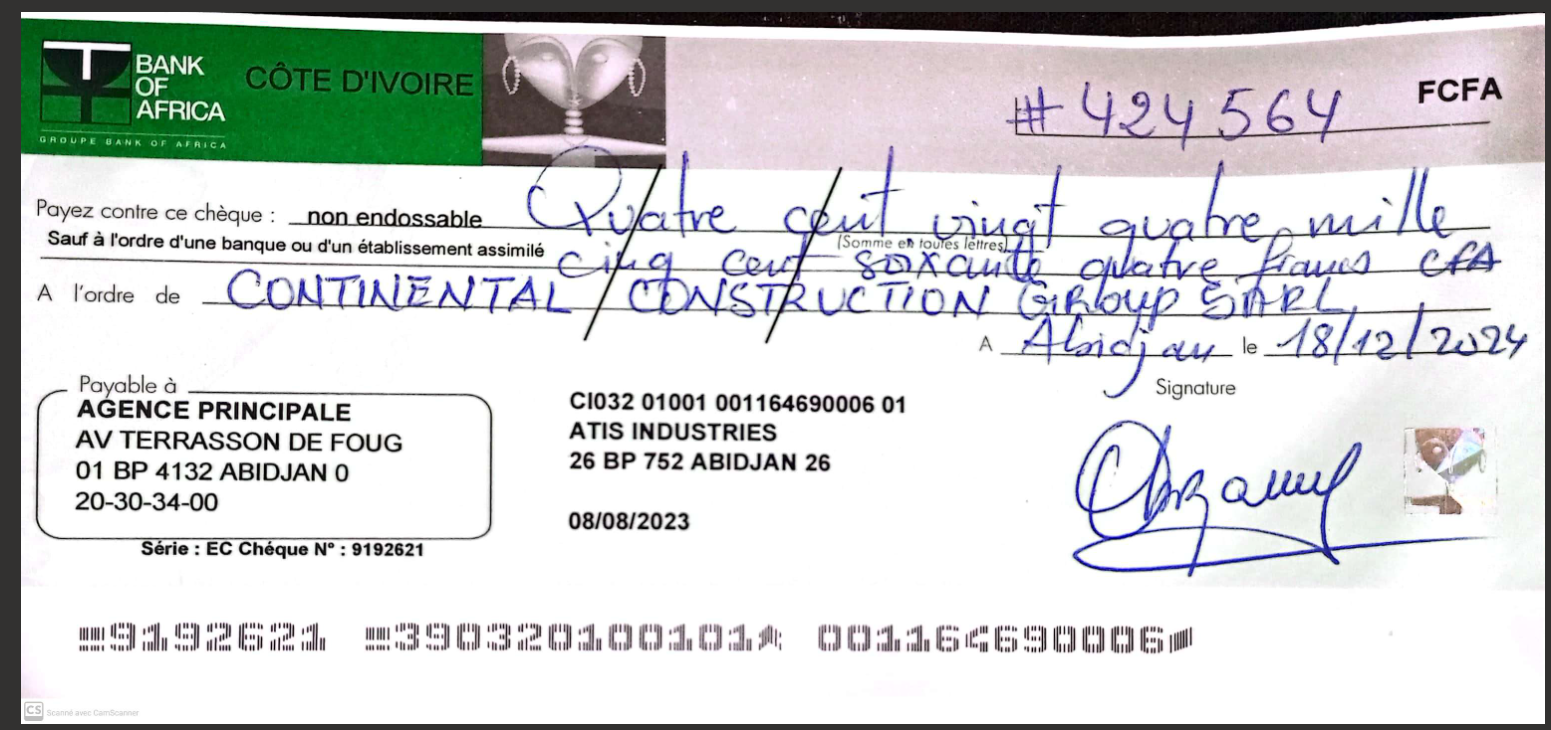 BANK OF AFRICA
CÔTE D'IVOIRE
GROUPE BANK OF AFRICA
# 424 564 FCFA
Payez contre ce chèque : non endossable Quatre cent vingt quatre mille
Sauf à l'ordre d'une banque ou d'un établissement assimilé
(Somme en toutes lettres)
cinq cent soixante quatre francs CFA
A l'ordre de CONTINENTAL CONSTRUCTION GROUP SARL
A Abidjan le 18/12/2024
Signature
Payable à
AGENCE PRINCIPALE
AV TERRASSON DE FOUG
01 BP 4132 ABIDJAN 0
20-30-34-00
Série : EC Chéque N° : 9192621
CI032 01001 001164690006 01
ATIS INDUSTRIES
26 BP 752 ABIDJAN 26
08/08/2023
9192621 390320100101 001164690006
CS Scanné avec CamScanner